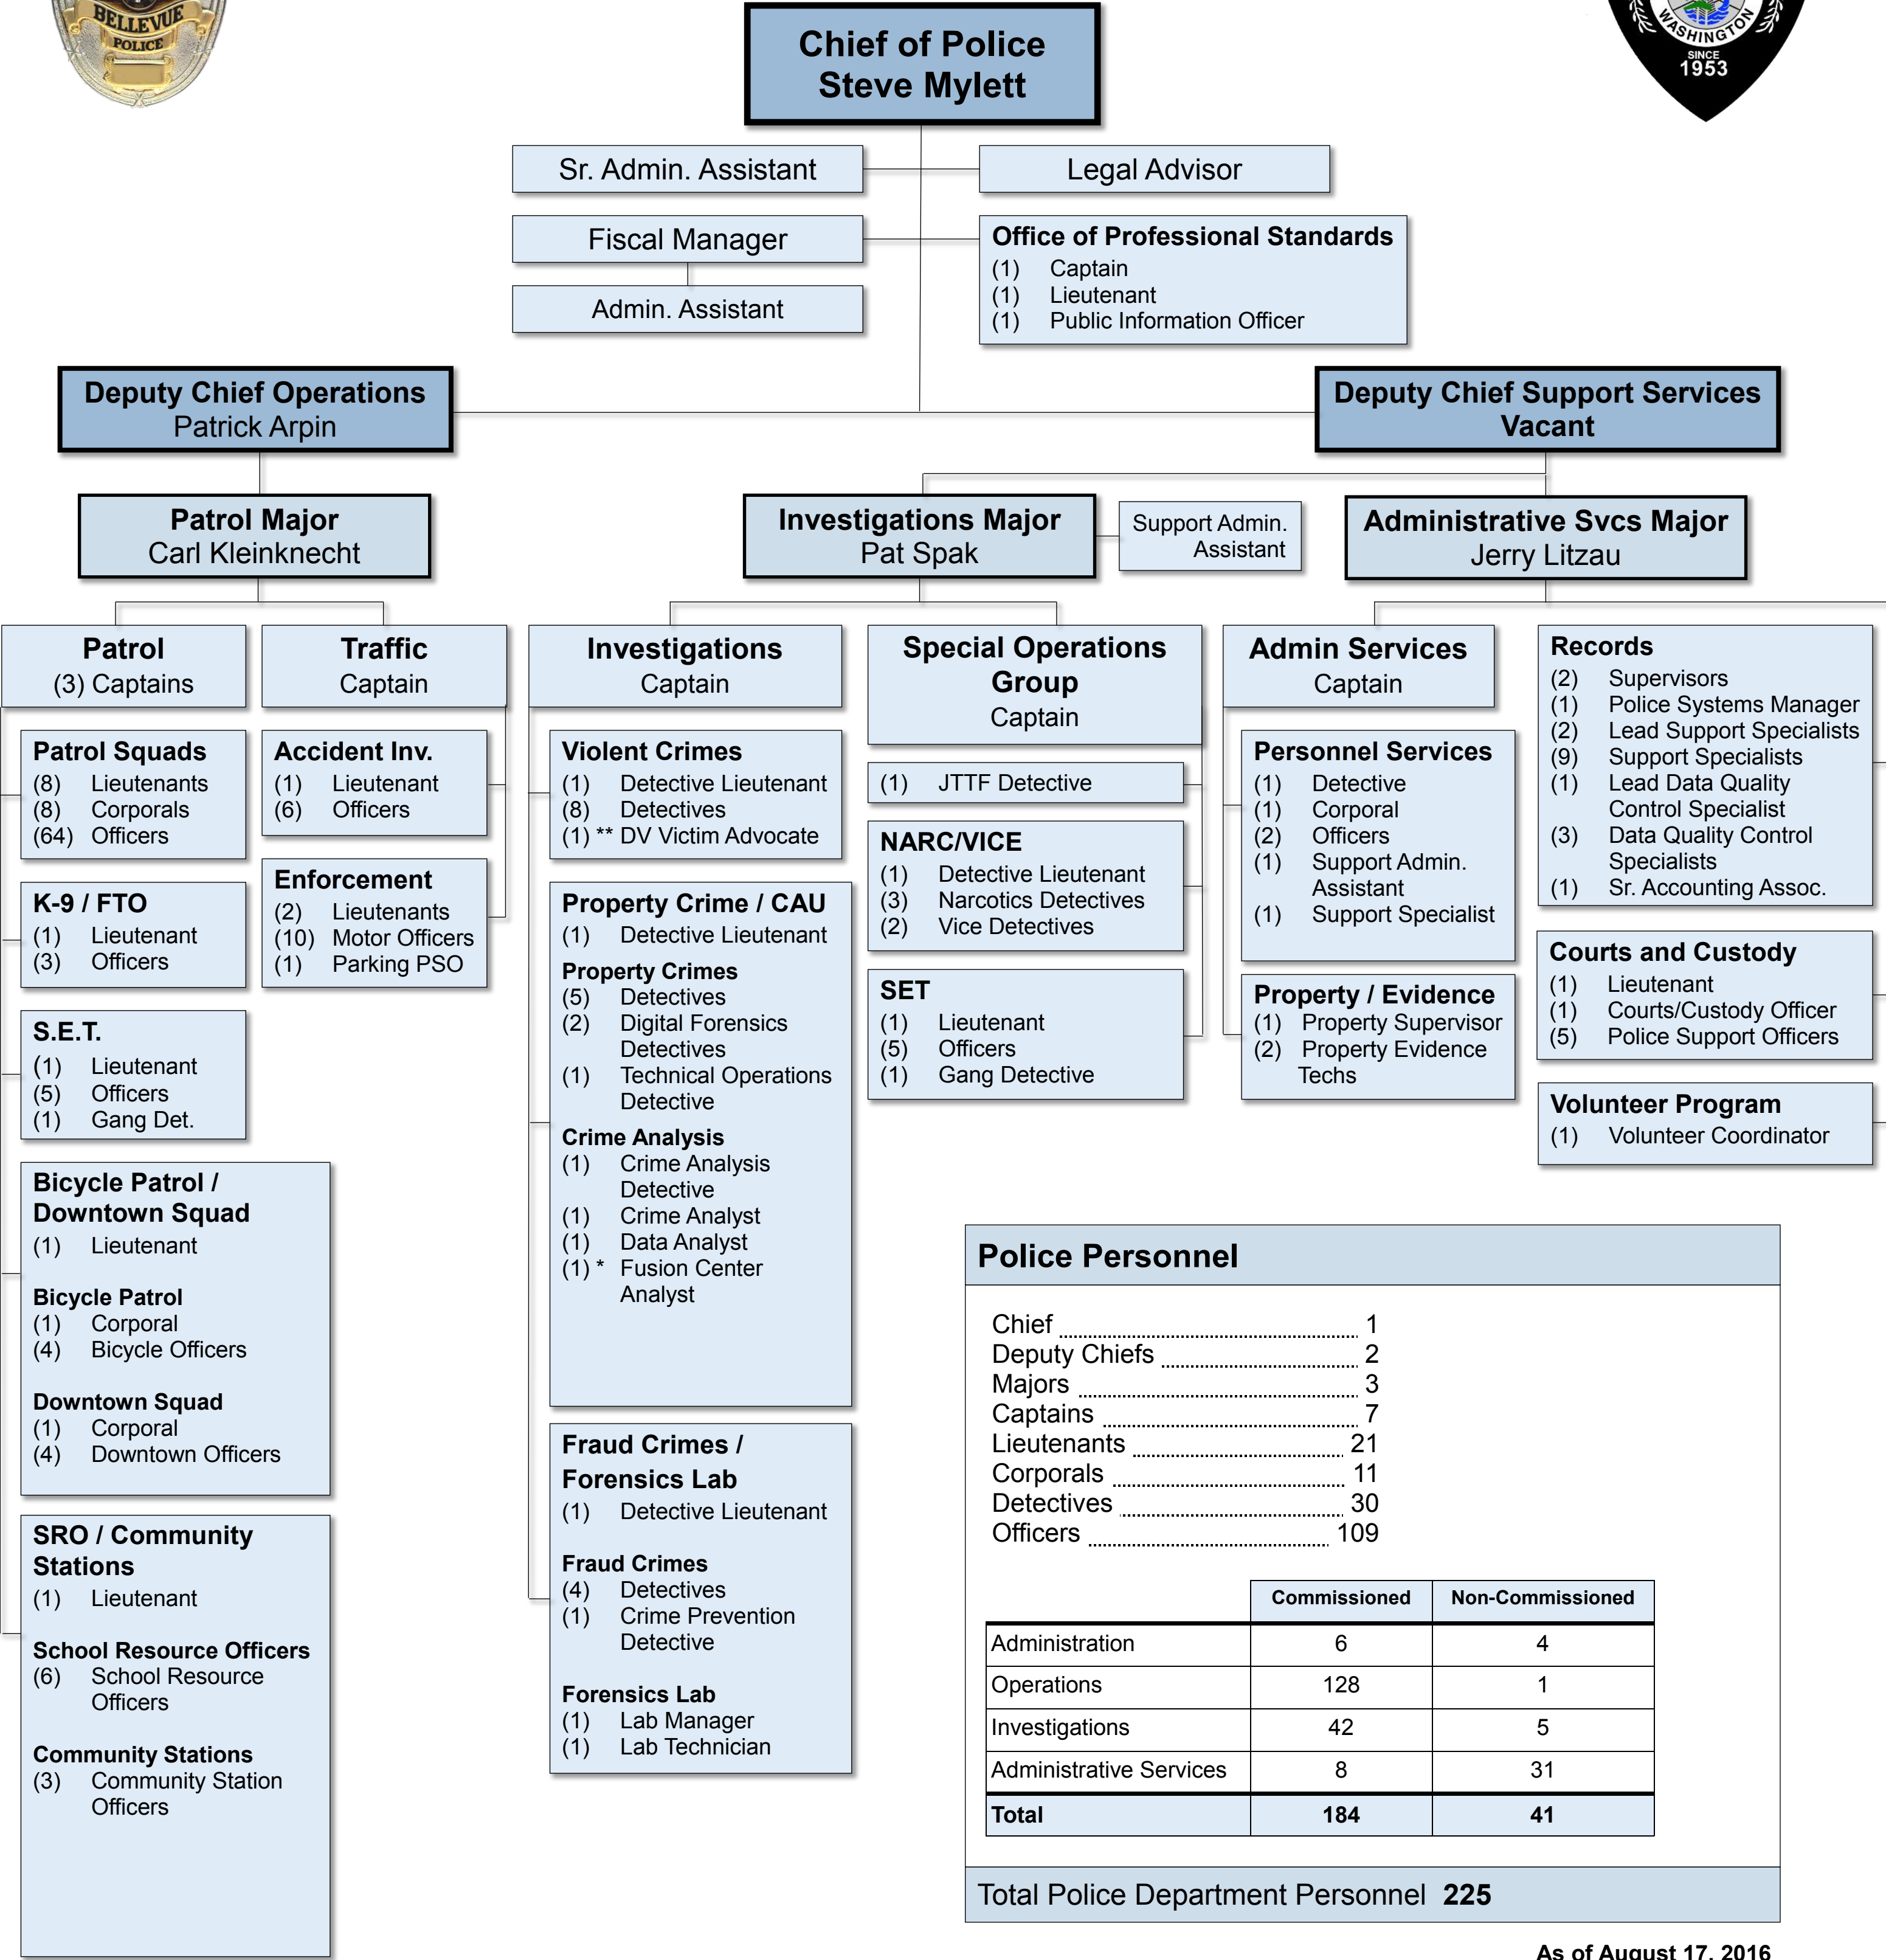 BELLEVUE
POLICE
WASHINGTON
SINCE
1953
Chief of Police
Steve Mylett
Sr. Admin. Assistant
Legal Advisor
Fiscal Manager
Admin. Assistant
Office of Professional Standards
(1) Captain
(1) Lieutenant
(1) Public Information Officer
Deputy Chief Operations
Patrick Arpin
Deputy Chief Support Services
Vacant
Patrol Major
Carl Kleinknecht
Investigations Major
Pat Spak
Support Admin.
Assistant
Administrative Svcs Major
Jerry Litzau
Patrol
(3) Captains
Patrol Squads
(8) Lieutenants
(8) Corporals
(64) Officers
K-9 / FTO
(1) Lieutenant
(3) Officers
S.E.T.
(1) Lieutenant
(5) Officers
(1) Gang Det.
Bicycle Patrol /
Downtown Squad
(1) Lieutenant
Bicycle Patrol
(1) Corporal
(4) Bicycle Officers
Downtown Squad
(1) Corporal
(4) Downtown Officers
SRO / Community
Stations
(1) Lieutenant
School Resource Officers
(6) School Resource
Officers
Community Stations
(3) Community Station
Officers
Traffic
Captain
Accident Inv.
(1) Lieutenant
(6) Officers
Enforcement
(2) Lieutenants
(10) Motor Officers
(1) Parking PSO
Investigations
Captain
Violent Crimes
(1) Detective Lieutenant
(8) Detectives
(1) ** DV Victim Advocate
Property Crime / CAU
(1) Detective Lieutenant
Property Crimes
(5) Detectives
(2) Digital Forensics
Detectives
(1) Technical Operations
Detective
Crime Analysis
(1) Crime Analysis
Detective
(1) Crime Analyst
(1) Data Analyst
(1) * Fusion Center
Analyst
Fraud Crimes /
Forensics Lab
(1) Detective Lieutenant
Fraud Crimes
(4) Detectives
(1) Crime Prevention
Detective
Forensics Lab
(1) Lab Manager
(1) Lab Technician
Special Operations
Group
Captain
(1) JTTF Detective
NARC/VICE
(1) Detective Lieutenant
(3) Narcotics Detectives
(2) Vice Detectives
SET
(1) Lieutenant
(5) Officers
(1) Gang Detective
Admin Services
Captain
Personnel Services
(1) Detective
(1) Corporal
(2) Officers
(1) Support Admin.
Assistant
(1) Support Specialist
Property / Evidence
(1) Property Supervisor
(2) Property Evidence
Techs
Records
(2) Supervisors
(1) Police Systems Manager
(2) Lead Support Specialists
(9) Support Specialists
(1) Lead Data Quality
Control Specialist
(3) Data Quality Control
Specialists
(1) Sr. Accounting Assoc.
Courts and Custody
(1) Lieutenant
(1) Courts/Custody Officer
(5) Police Support Officers
Volunteer Program
(1) Volunteer Coordinator
Police Personnel
Chief 1
Deputy Chiefs 2
Majors 3
Captains 7
Lieutenants 21
Corporals 11
Detectives 30
Officers 109
Commissioned Non-Commissioned
Administration 6 4
Operations 128 1
Investigations 42 5
Administrative Services 8 31
Total 184 41
Total Police Department Personnel 225
As of August 17, 2016